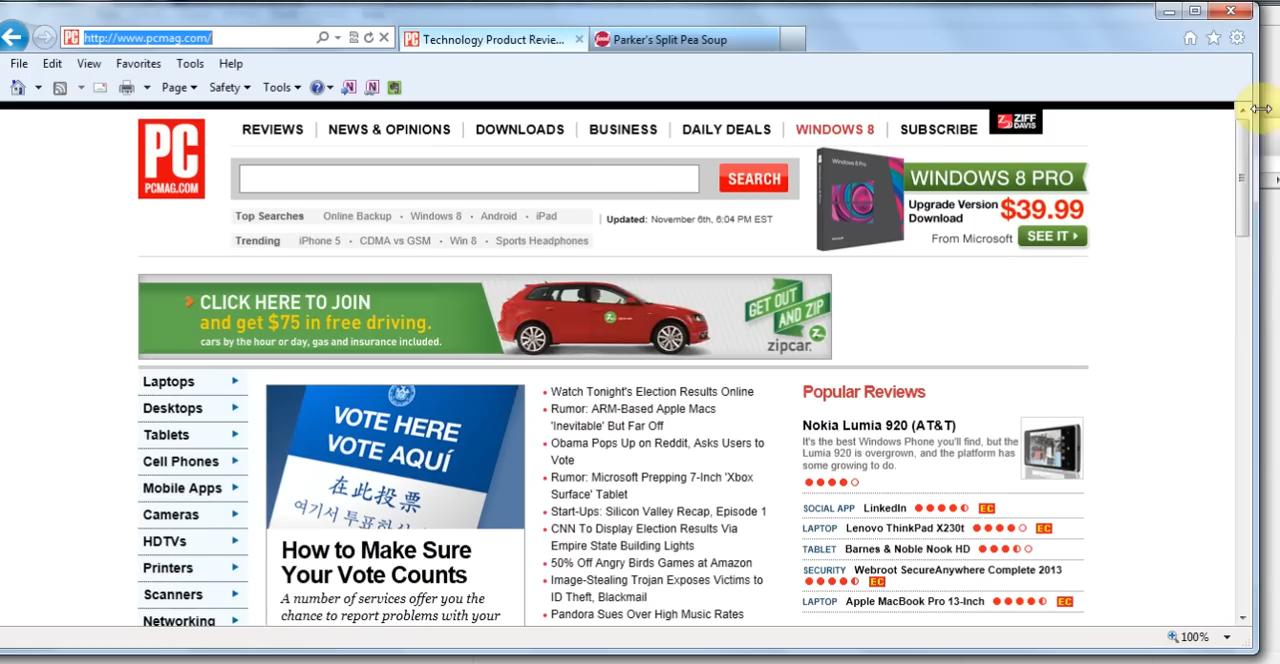 http://www.pcmag.com/
Technology Product Revie...
Parker's Split Pea Soup
File Edit View Favorites Tools Help
Page Safety Tools
PC
PCMAG.COM
REVIEWS NEWS & OPINIONS DOWNLOADS BUSINESS DAILY DEALS WINDOWS 8 SUBSCRIBE
ZIFF DAVIS
SEARCH
Top Searches Online Backup · Windows 8 · Android · iPad
Updated: November 6th, 6:04 PM EST
Trending iPhone 5 · CDMA vs GSM · Win 8 · Sports Headphones
Windows 8 Pro
WINDOWS 8 PRO
Upgrade Version
Download
$39.99
From Microsoft SEE IT
CLICK HERE TO JOIN
and get $75 in free driving.
cars by the hour or day, gas and insurance included.
GET OUT
AND ZIP
zipcar.
Laptops
Desktops
Tablets
Cell Phones
Mobile Apps
Cameras
HDTVs
Printers
Scanners
Networking
VOTE HERE
VOTE AQUÍ
在此投票
여기서 투표하
How to Make Sure
Your Vote Counts
A number of services offer you the
chance to report problems with your
• Watch Tonight's Election Results Online
• Rumor: ARM-Based Apple Macs
'Inevitable' But Far Off
• Obama Pops Up on Reddit, Asks Users to
Vote
• Rumor: Microsoft Prepping 7-Inch 'Xbox
Surface' Tablet
• Start-Ups: Silicon Valley Recap, Episode 1
• CNN To Display Election Results Via
Empire State Building Lights
• 50% Off Angry Birds Games at Amazon
• Image-Stealing Trojan Exposes Victims to
ID Theft, Blackmail
• Pandora Sues Over High Music Rates
Popular Reviews
Nokia Lumia 920 (AT&T)
It's the best Windows Phone you'll find, but the
Lumia 920 is overgrown, and the platform has
some growing to do.
SOCIAL APP LinkedIn EC
LAPTOP Lenovo ThinkPad X230t EC
TABLET Barnes & Noble Nook HD
SECURITY Webroot SecureAnywhere Complete 2013
EC
LAPTOP Apple MacBook Pro 13-Inch EC
100%